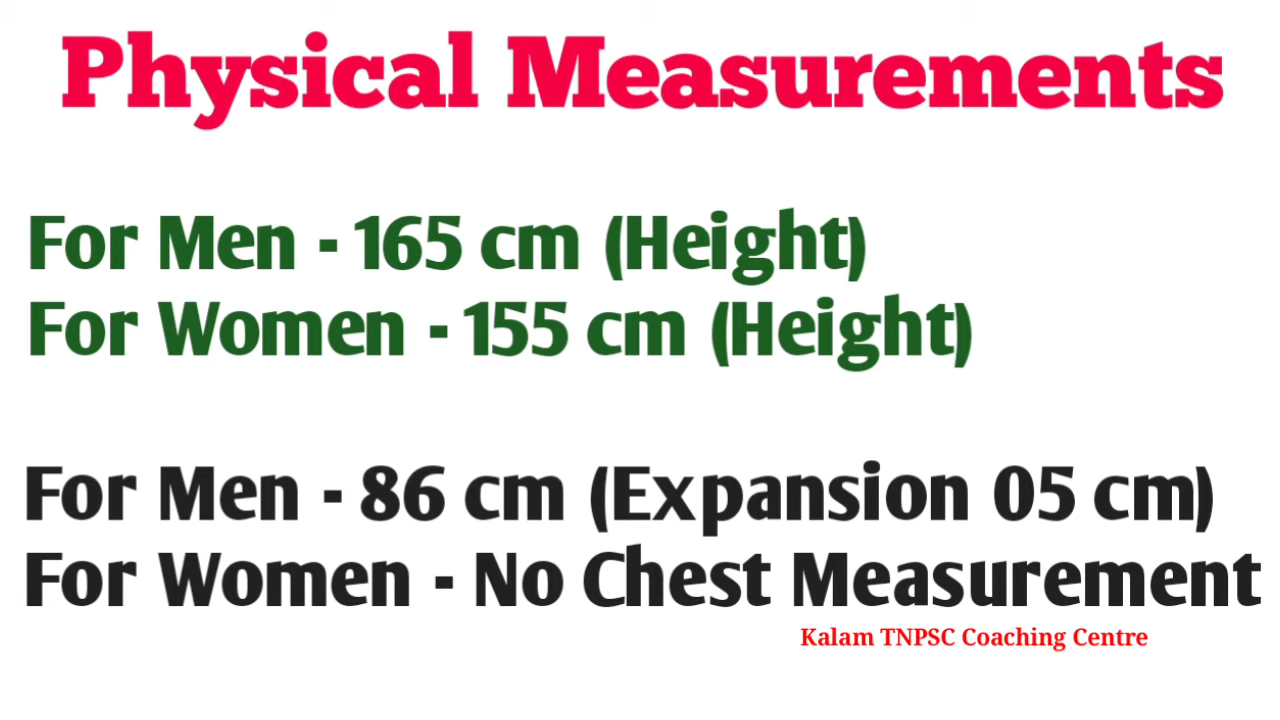 Physical Measurements
For Men - 165 cm (Height)
For Women - 155 cm (Height)
For Men - 86 cm (Expansion 05 cm)
For Women - No Chest Measurement
Kalam TNPSC Coaching Centre